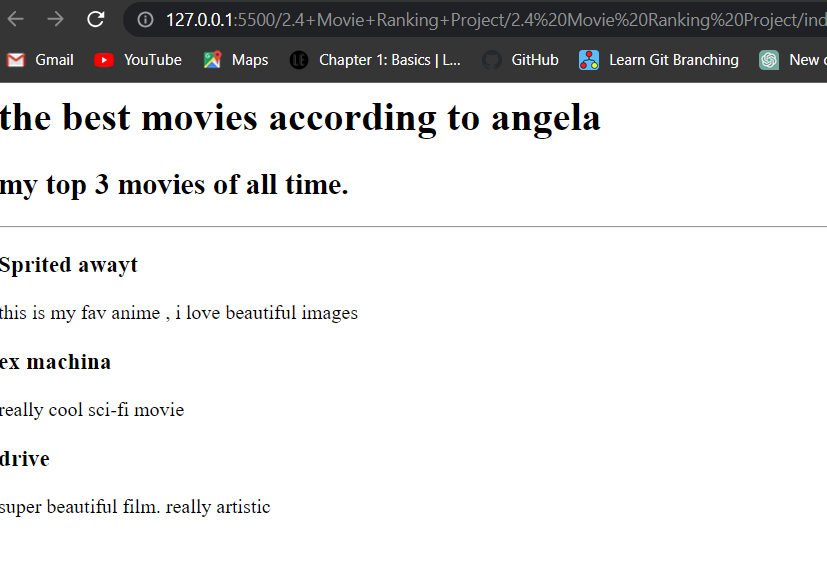 127.0.0.1:5500/2.4+Movie+Ranking+Project/2.4%20Movie%20Ranking%20Project/ind
Gmail YouTube Maps Chapter 1: Basics | L... GitHub Learn Git Branching New c
the best movies according to angela
my top 3 movies of all time.
Sprited awayt
this is my fav anime , i love beautiful images
ex machina
really cool sci-fi movie
drive
super beautiful film. really artistic